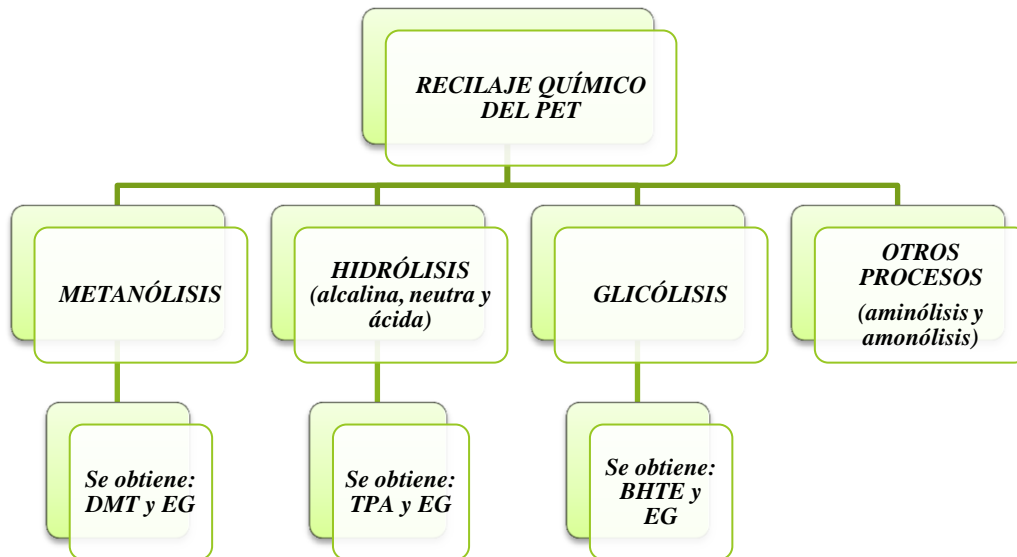 RECILAJE QUÍMICO
DEL PET
METANÓLISIS
HIDRÓLISIS
(alcalina, neutra y
ácida)
GLICÓLISIS
OTROS
PROCESOS
(aminólisis y
amonólisis)
Se obtiene:
DMT y EG
Se obtiene:
TPA y EG
Se obtiene:
BHTE y
EG